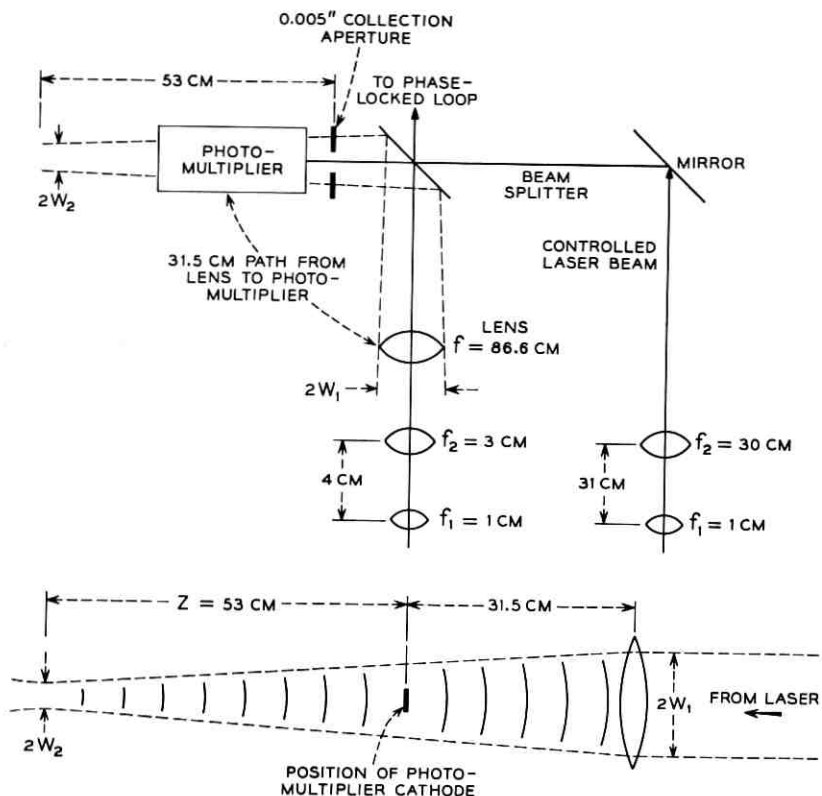 0.005" COLLECTION
APERTURE
53 CM
TO PHASE-
LOCKED LOOP
PHOTO-
MULTIPLIER
MIRROR
BEAM
SPLITTER
2W₂
CONTROLLED
LASER BEAM
31.5 CM PATH FROM
LENS TO PHOTO-
MULTIPLIER
LENS
f = 86.6 CM
2W₁
f₂ = 3 CM
f₂ = 30 CM
4 CM
31 CM
f₁ = 1 CM
f₁ = 1 CM
Z = 53 CM
31.5 CM
2W₁
FROM LASER
2W₂
POSITION OF PHOTO-
MULTIPLIER CATHODE